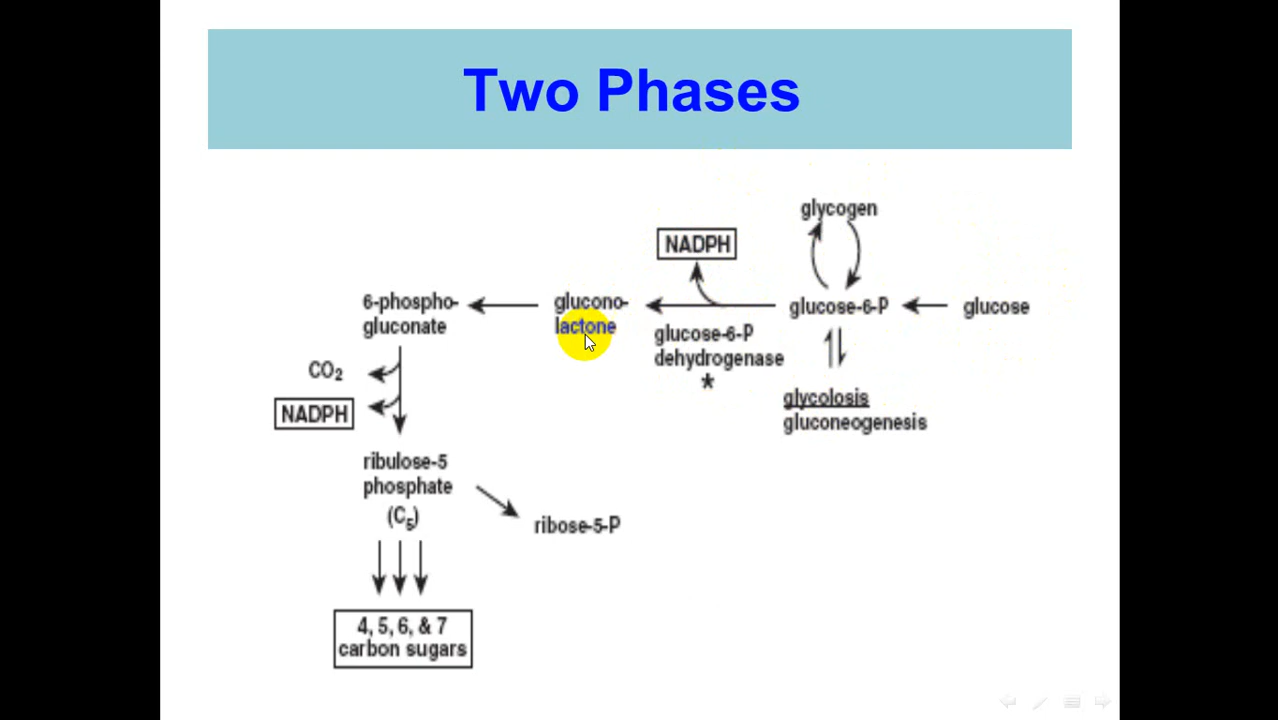 Two Phases
glycogen
NADPH
6-phospho-
gluconate
glucono-
lactone
glucose-6-P
dehydrogenase
*
glucose-6-P
glucose
CO₂
NADPH
glycolosis
gluconeogenesis
ribulose-5
phosphate
(C₅)
ribose-5-P
4, 5, 6, & 7
carbon sugars